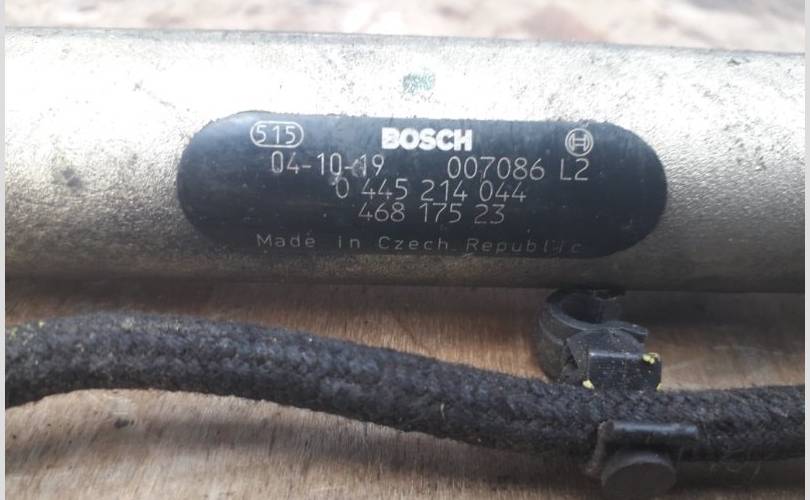 515 BOSCH
04-10-19 007086 L2
0 445 214 044
468 175 23
Made in Czech Republic